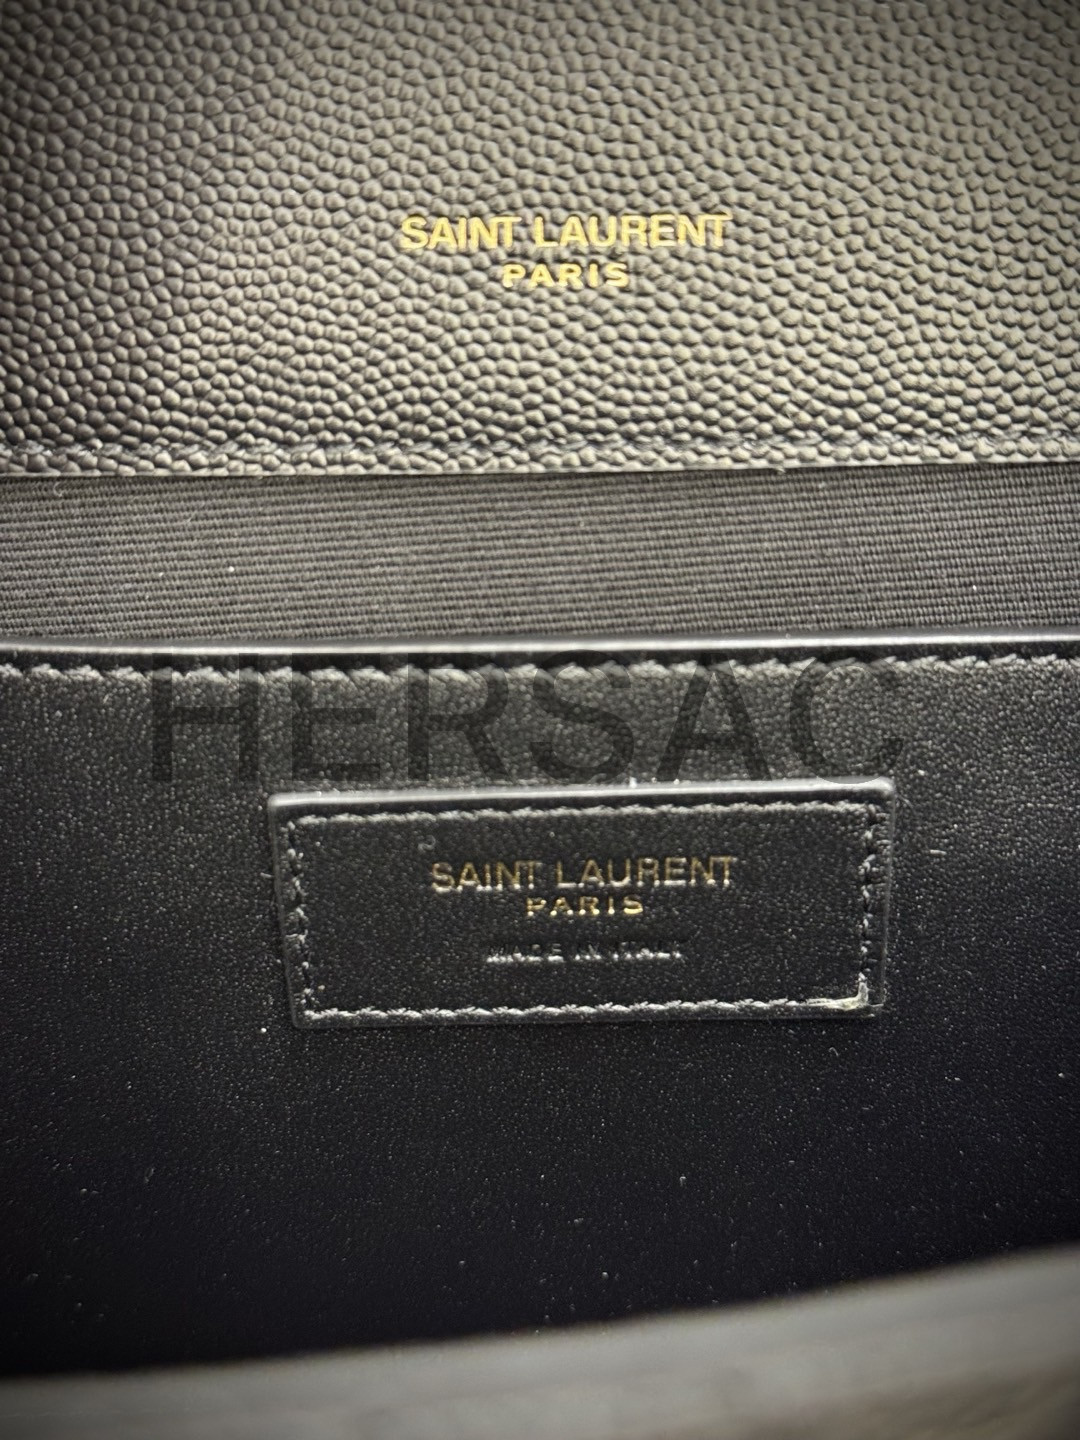 SAINT LAURENT
PARIS
HERSAC
SAINT LAURENT
PARIS
MADE IN ITALY